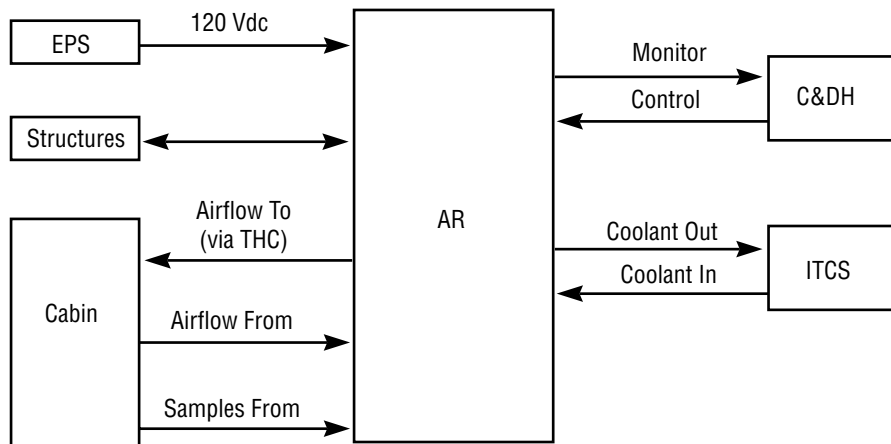 EPS
120 Vdc
Structures
Airflow To
(via THC)
Cabin
Airflow From
Samples From
AR
Monitor
Control
C&DH
Coolant Out
Coolant In
ITCS